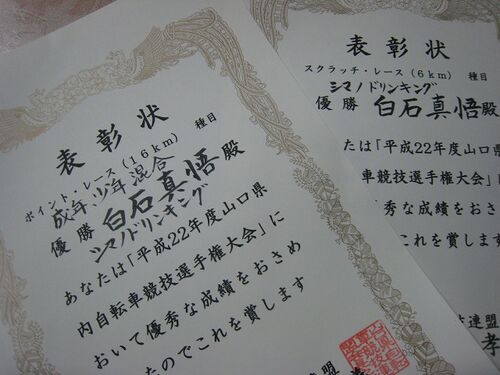 表彰状
ポイント・レース（16km） 種目
成年、少年混合
優勝 白石真悟殿
シマノドリンキング
あなたは「平成22年度山口県
内自転車競技選手権大会」に
おいて優秀な成績をおさめ
たのでこれを賞します
表彰状
スクラッチ・レース（6km） 種目
シマノドリンキング
優勝 白石真悟殿
たは「平成22年度山口
車競技選手権大会」
秀な成績をおさ
これを賞します
連盟
孝